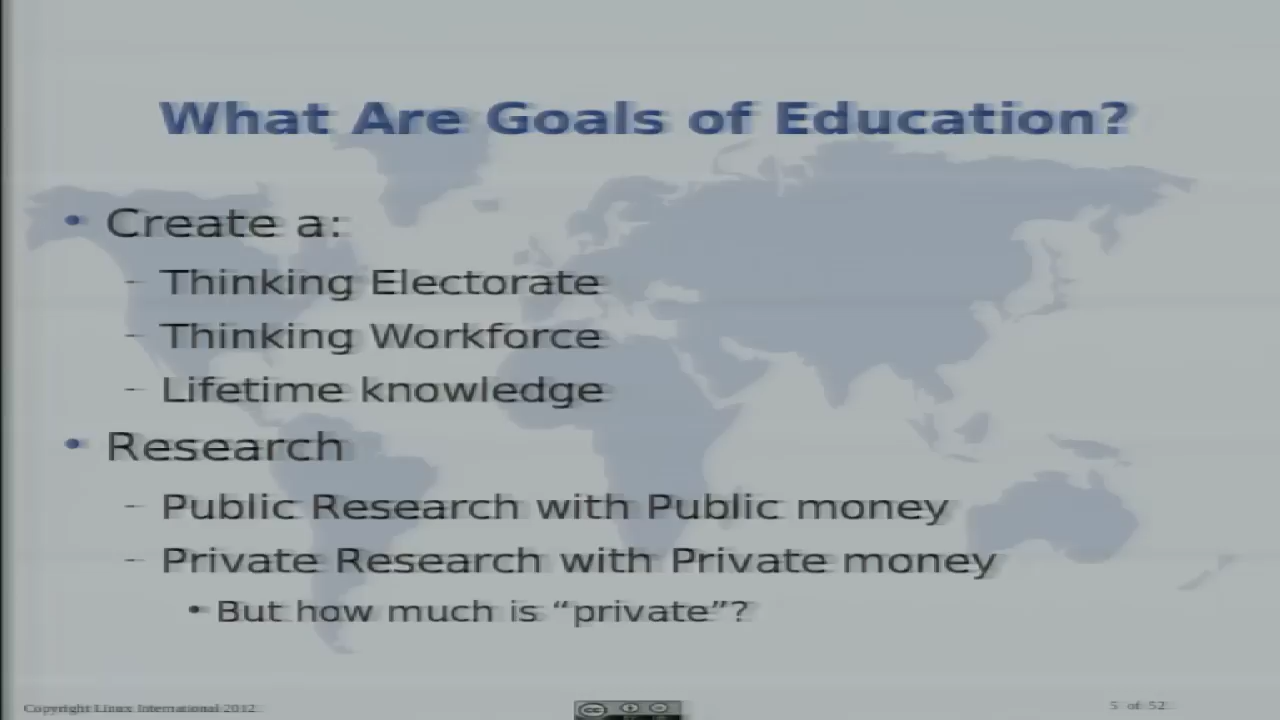 What Are Goals of Education?
• Create a:
– Thinking Electorate
– Thinking Workforce
– Lifetime knowledge
• Research
– Public Research with Public money
– Private Research with Private money
• But how much is “private”?
Copyright Linux International 2012
cc
5 of 52